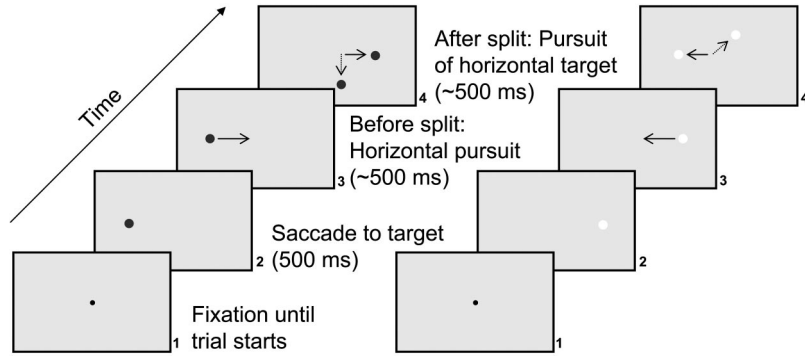 Time
After split: Pursuit
of horizontal target
(~500 ms)
4
4
Before split:
Horizontal pursuit
(~500 ms)
3
3
Saccade to target
(500 ms)
2
2
Fixation until
trial starts
1
1